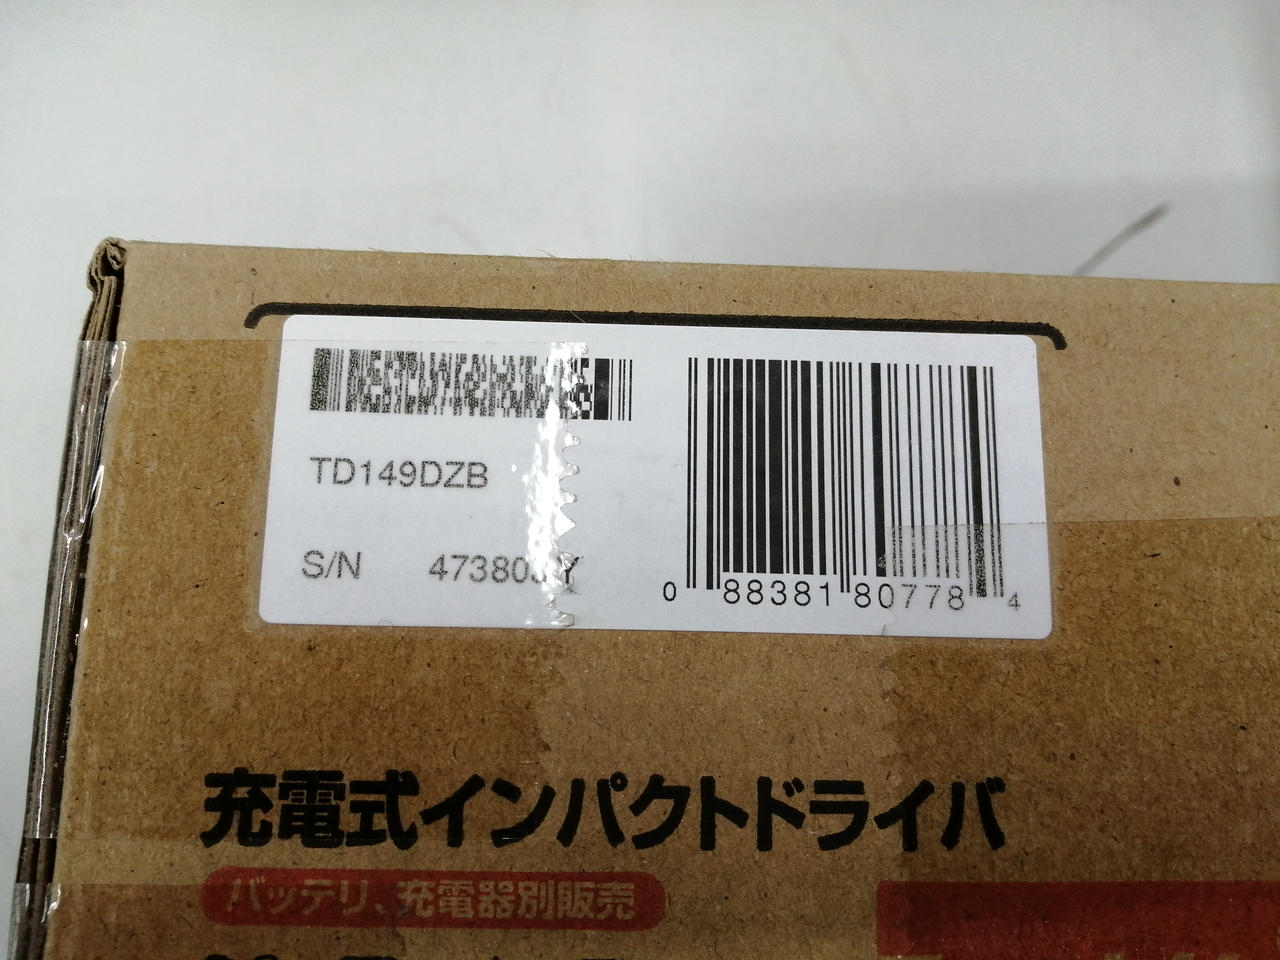 TD149DZB
S/N
0 88381 80778 4
充電式インパクトドライバ
バッテリ、充電器別販売